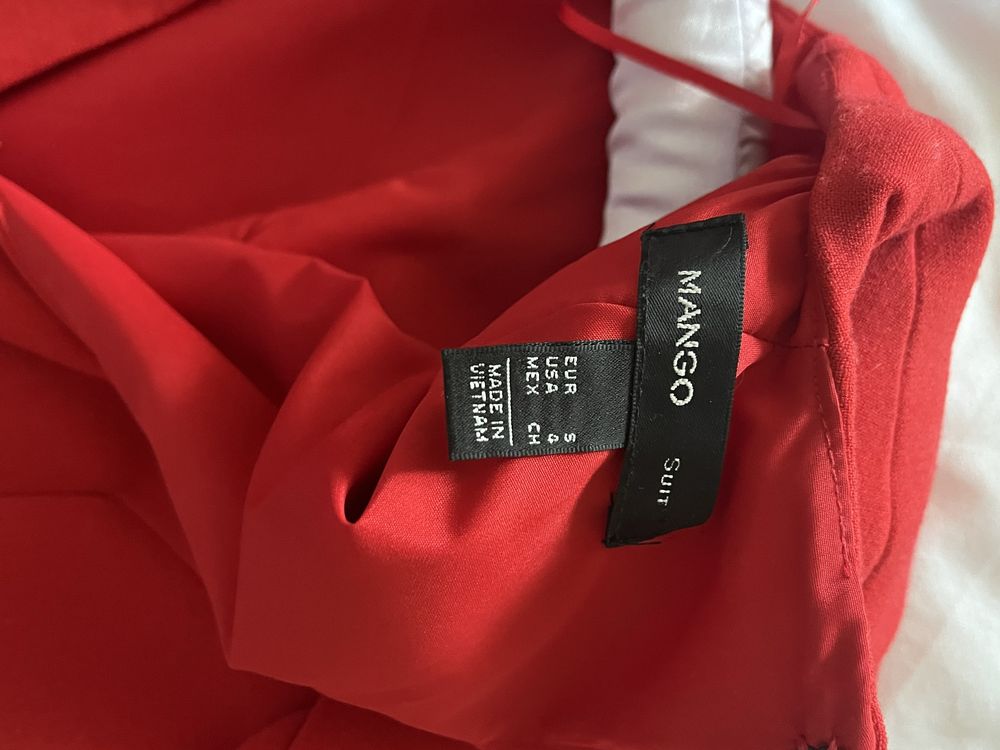 MANGO SUIT
EUR S
USA 4
MEX CH
MADE IN
VIETNAM